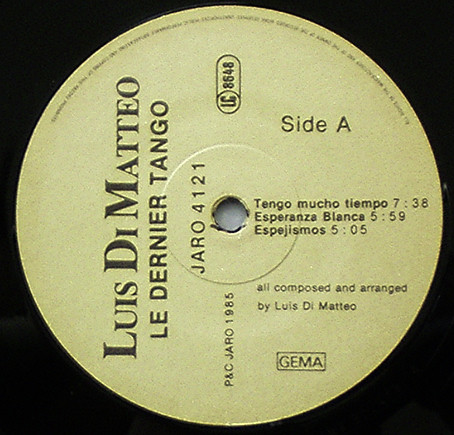 LUIS DI MATTEO
LE DERNIER TANGO
JARO 4121
P&C JARO 1985
LC 8648
Side A
Tengo mucho tiempo 7 : 38
Esperanza Blanca 5 : 59
Espejismos 5 : 05
all composed and arranged
by Luis Di Matteo
GEMA